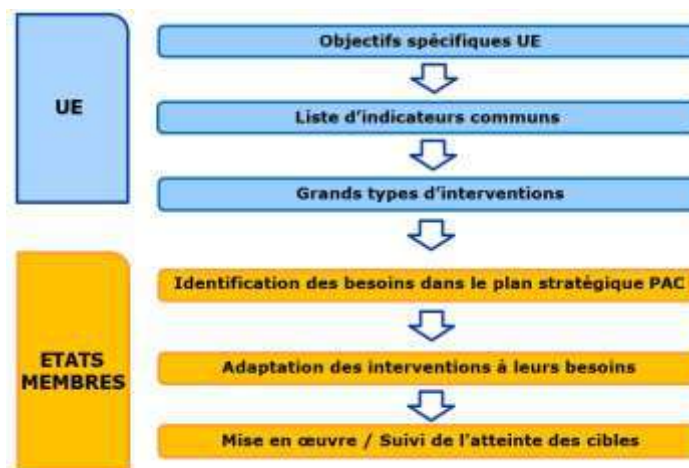 UE
Objectifs spécifiques UE
Liste d'indicateurs communs
Grands types d'interventions
ETATS
MEMBRES
Identification des besoins dans le plan stratégique PAC
Adaptation des interventions à leurs besoins
Mise en œuvre / Suivi de l'atteinte des cibles